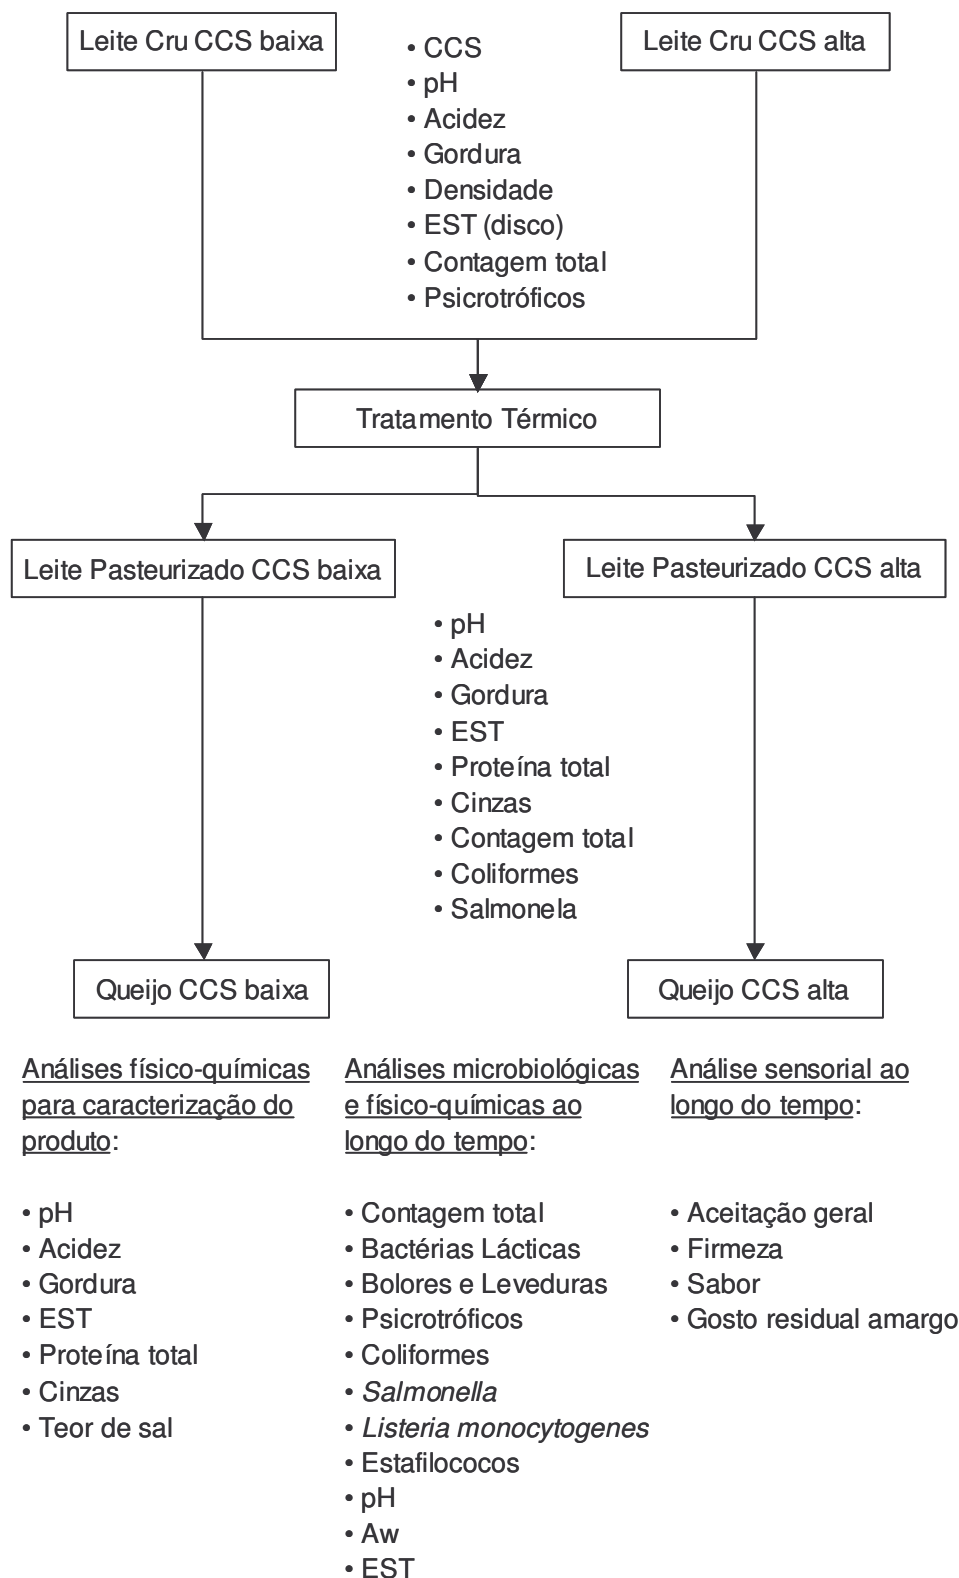 Leite Cru CCS baixa
Leite Cru CCS alta
• CCS
• pH
• Acidez
• Gordura
• Densidade
• EST (disco)
• Contagem total
• Psicrotróficos
Tratamento Térmico
Leite Pasteurizado CCS baixa
Leite Pasteurizado CCS alta
• pH
• Acidez
• Gordura
• EST
• Proteína total
• Cinzas
• Contagem total
• Coliformes
• Salmonela
Queijo CCS baixa
Queijo CCS alta
Análises físico-químicas
para caracterização do
produto:
• pH
• Acidez
• Gordura
• EST
• Proteína total
• Cinzas
• Teor de sal
Análises microbiológicas
e físico-químicas ao
longo do tempo:
• Contagem total
• Bactérias Lácticas
• Bolores e Leveduras
• Psicrotróficos
• Coliformes
• Salmonella
• Listeria monocytogenes
• Estafilococos
• pH
• Aw
• EST
Análise sensorial ao
longo do tempo:
• Aceitação geral
• Firmeza
• Sabor
• Gosto residual amargo